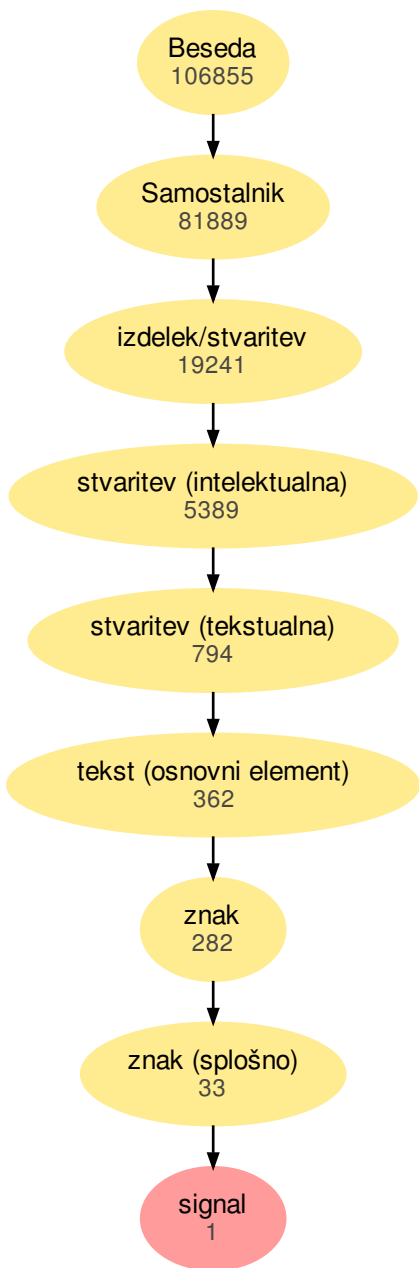 Beseda
106855
Samostalnik
81889
izdelek/stvaritev
19241
stvaritev (intelektualna)
5389
stvaritev (tekstualna)
794
tekst (osnovni element)
362
znak
282
znak (splošno)
33
signal
1